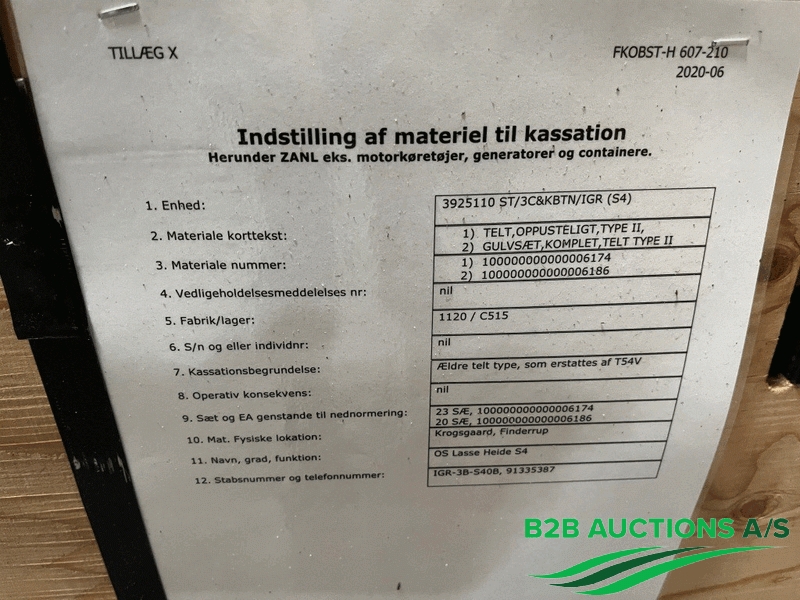 TILLÆG X
FKOBST-H 607-210
2020-06
Indstilling af materiel til kassation
Herunder ZANL eks. motorkøretøjer, generatorer og containere.
1. Enhed: 3925110 ST/3C&KBTN/IGR (S4)
2. Materiale korttekst: 1) TELT,OPPUSTELIGT,TYPE II,
2) GULVSÆT,KOMPLET,TELT TYPE II
3. Materiale nummer: 1) 100000000000006174
2) 100000000000006186
4. Vedligeholdelsesmeddelelses nr: nil
5. Fabrik/lager: 1120 / C515
6. S/n og eller individnr: nil
7. Kassationsbegrundelse: Ældre telt type, som erstattes af T54V
8. Operativ konsekvens: nil
9. Sæt og EA genstande til nednormering: 23 SÆ, 100000000000006174
20 SÆ, 100000000000006186
10. Mat. Fysiske lokation: Krogsgaard, Finderrup
11. Navn, grad, funktion: OS Lasse Heide S4
12. Stabsnummer og telefonnummer: IGR-3B-S40B, 91335387
B2B AUCTIONS A/S